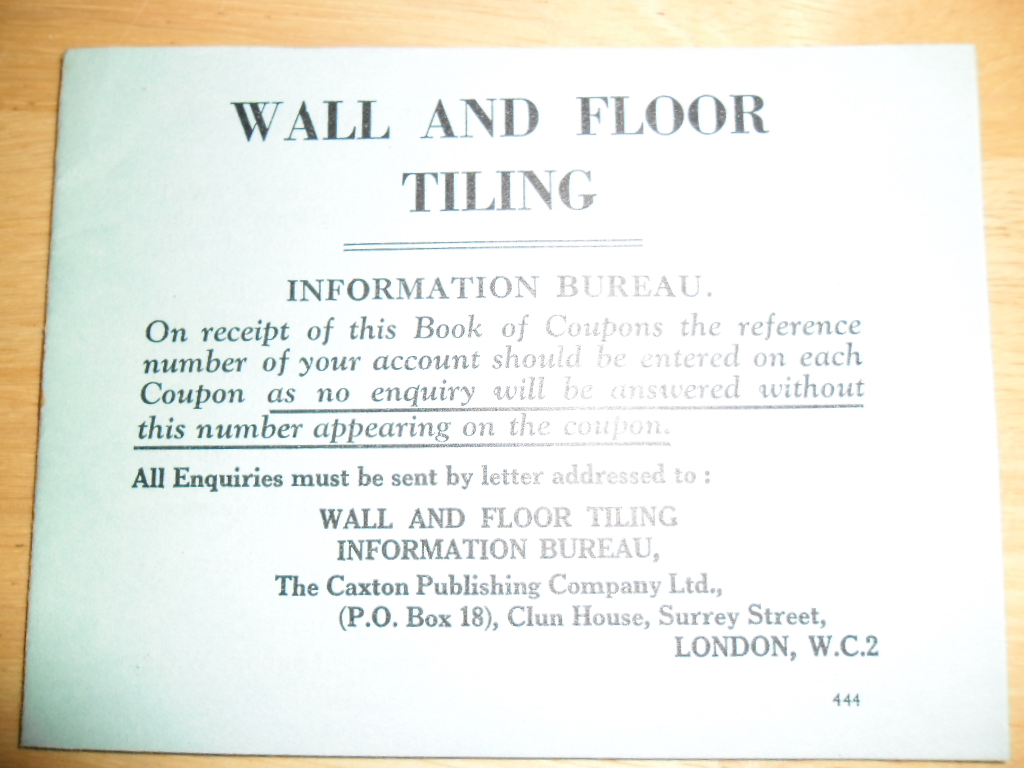 WALL AND FLOOR
TILING
INFORMATION BUREAU.
On receipt of this Book of Coupons the reference
number of your account should be entered on each
Coupon as no enquiry will be answered without
this number appearing on the coupon.
All Enquiries must be sent by letter addressed to :
WALL AND FLOOR TILING
INFORMATION BUREAU,
The Caxton Publishing Company Ltd.,
(P.O. Box 18), Clun House, Surrey Street,
LONDON, W.C.2
444